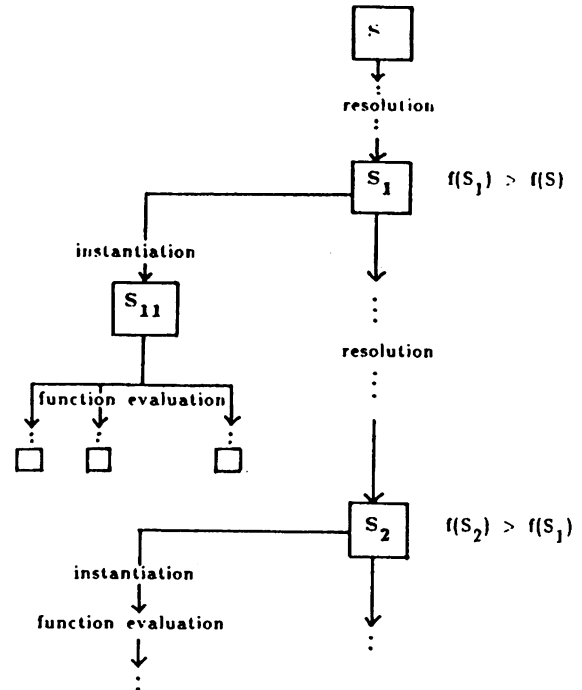 S
resolution
S₁ f(S₁) > f(S)
instantiation
S₁₁
resolution
function evaluation
S₂ f(S₂) > f(S₁)
instantiation
function evaluation